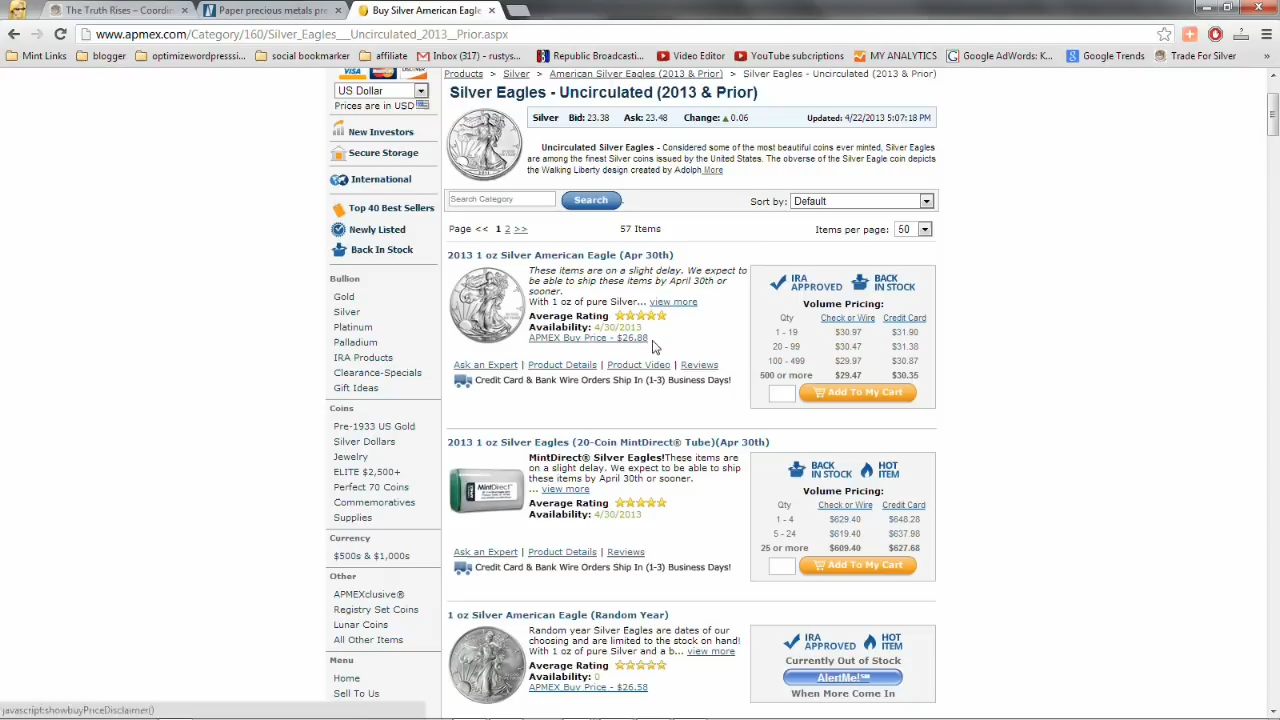 The Truth Rises – Coordin
Paper precious metals pr
Buy Silver American Eagle
www.apmex.com/Category/160/Silver_Eagles__Uncirculated_2013__Prior.aspx
Mint Links
blogger
optimizewordpresssi...
social bookmarker
affiliate
Inbox (317) - rustys...
Republic Broadcasti...
Video Editor
YouTube subcriptions
MY ANALYTICS
Google AdWords: K...
Google Trends
Trade For Silver
VISA
DISCOVER
US Dollar
Prices are in USD
New Investors
Secure Storage
International
Top 40 Best Sellers
Newly Listed
Back In Stock
Bullion
Gold
Silver
Platinum
Palladium
IRA Products
Clearance-Specials
Gift Ideas
Coins
Pre-1933 US Gold
Silver Dollars
Jewelry
ELITE $2,500+
Perfect 70 Coins
Commemoratives
Supplies
Currency
$500s & $1,000s
Other
APMEXclusive®
Registry Set Coins
Lunar Coins
All Other Items
Menu
Home
Sell To Us
Products > Silver > American Silver Eagles (2013 & Prior) > Silver Eagles - Uncirculated (2013 & Prior)
Silver Eagles - Uncirculated (2013 & Prior)
Silver Bid: 23.38 Ask: 23.48 Change: 0.06 Updated: 4/22/2013 5:07:18 PM
Uncirculated Silver Eagles - Considered some of the most beautiful coins ever minted, Silver Eagles
are among the finest Silver coins issued by the United States. The obverse of the Silver Eagle coin depicts
the Walking Liberty design created by Adolph More
Search Category
Search
Sort by: Default
Page << 1 2 >>
57 Items
Items per page: 50
2013 1 oz Silver American Eagle (Apr 30th)
These items are on a slight delay. We expect to
be able to ship these items by April 30th or
sooner.
With 1 oz of pure Silver... view more
Average Rating
Availability: 4/30/2013
APMEX Buy Price - $26.88
Ask an Expert | Product Details | Product Video | Reviews
Credit Card & Bank Wire Orders Ship In (1-3) Business Days!
IRA APPROVED
BACK IN STOCK
Volume Pricing:
Qty Check or Wire Credit Card
1 - 19 $30.97 $31.90
20 - 99 $30.47 $31.38
100 - 499 $29.97 $30.87
500 or more $29.47 $30.35
Add To My Cart
2013 1 oz Silver Eagles (20-Coin MintDirect® Tube)(Apr 30th)
MintDirect
MintDirect® Silver Eagles!These items are
on a slight delay. We expect to be able to ship
these items by April 30th or sooner.
... view more
Average Rating
Availability: 4/30/2013
Ask an Expert | Product Details | Reviews
Credit Card & Bank Wire Orders Ship In (1-3) Business Days!
BACK IN STOCK
HOT ITEM
Volume Pricing:
Qty Check or Wire Credit Card
1 - 4 $629.40 $648.28
5 - 24 $619.40 $637.98
25 or more $609.40 $627.68
Add To My Cart
1 oz Silver American Eagle (Random Year)
Random year Silver Eagles are dates of our
choosing and are limited to the stock on hand!
With 1 oz of pure Silver and a b... view more
Average Rating
Availability: 0
APMEX Buy Price - $26.58
IRA APPROVED
HOT ITEM
Currently Out of Stock
AlertMe!
When More Come In
javascript:showbuyPriceDisclaimer()